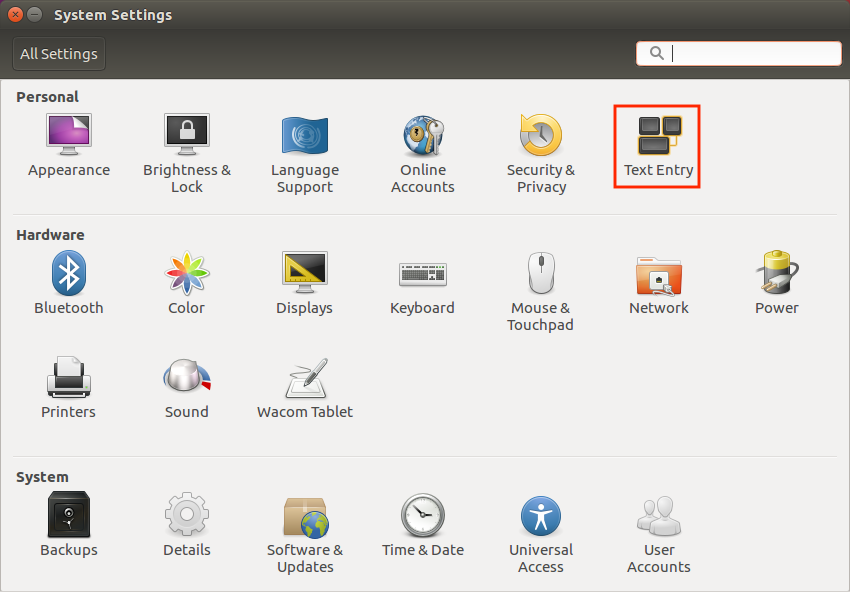 System Settings
All Settings
Personal
Appearance
Brightness &
Lock
Language
Support
Online
Accounts
Security &
Privacy
Text Entry
Hardware
Bluetooth
Color
Displays
Keyboard
Mouse &
Touchpad
Network
Power
Printers
Sound
Wacom Tablet
System
Backups
Details
Software &
Updates
Time & Date
Universal
Access
User
Accounts